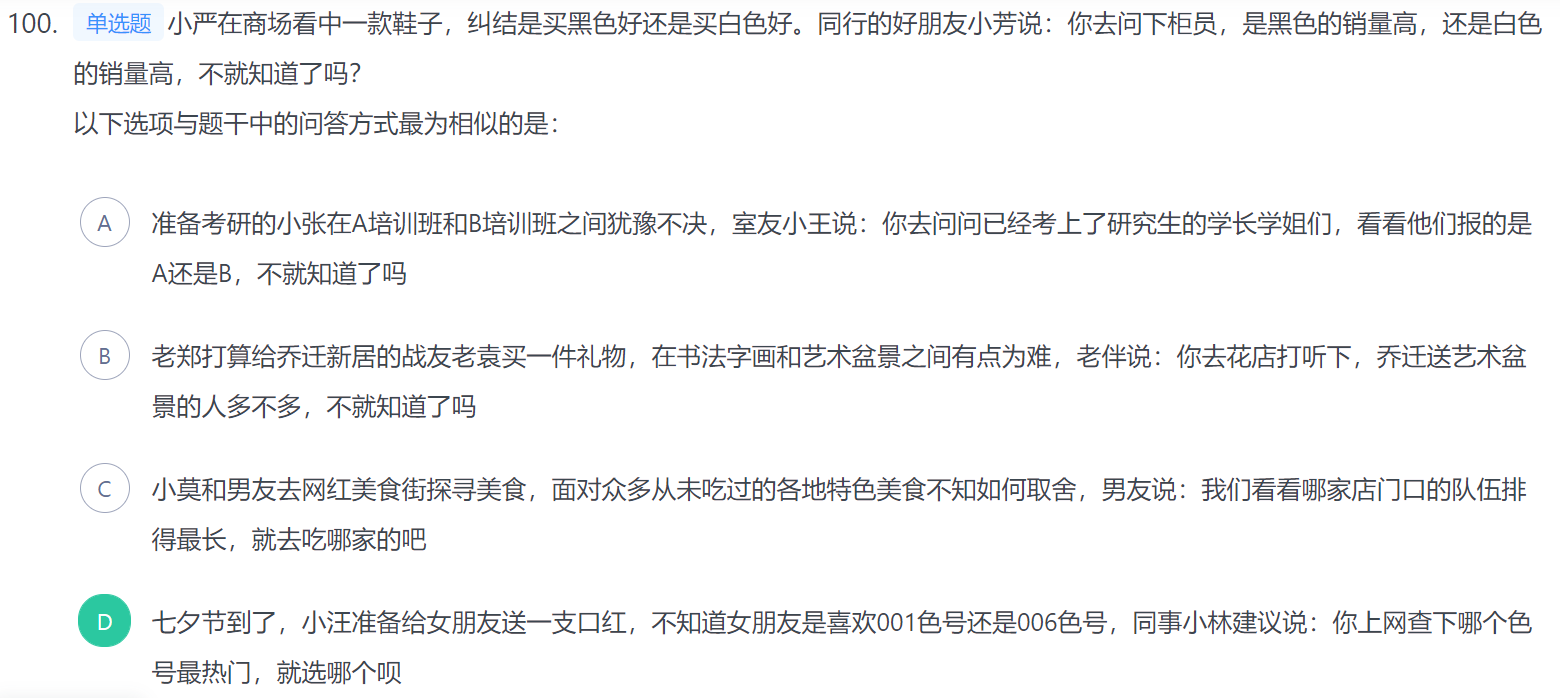 100. 单选题 小严在商场看中一款鞋子，纠结是买黑色好还是买白色好。同行的好朋友小芳说：你去问下柜员，是黑色的销量高，还是白色
的销量高，不就知道了吗？
以下选项与题干中的问答方式最为相似的是：
A 准备考研的小张在A培训班和B培训班之间犹豫不决，室友小王说：你去问问已经考上了研究生的学长学姐们，看看他们报的是
A还是B，不就知道了吗
B 老郑打算给乔迁新居的战友老袁买一件礼物，在书法字画和艺术盆景之间有点为难，老伴说：你去花店打听下，乔迁送艺术盆
景的人多不多，不就知道了吗
C 小莫和男友去网红美食街探寻美食，面对众多从未吃过的各地特色美食不知如何取舍，男友说：我们看看哪家店门口的队伍排
得最长，就去吃哪家的吧
D 七夕节到了，小汪准备给女朋友送一支口红，不知道女朋友是喜欢001色号还是006色号，同事小林建议说：你上网查下哪个色
号最热门，就选哪个呗